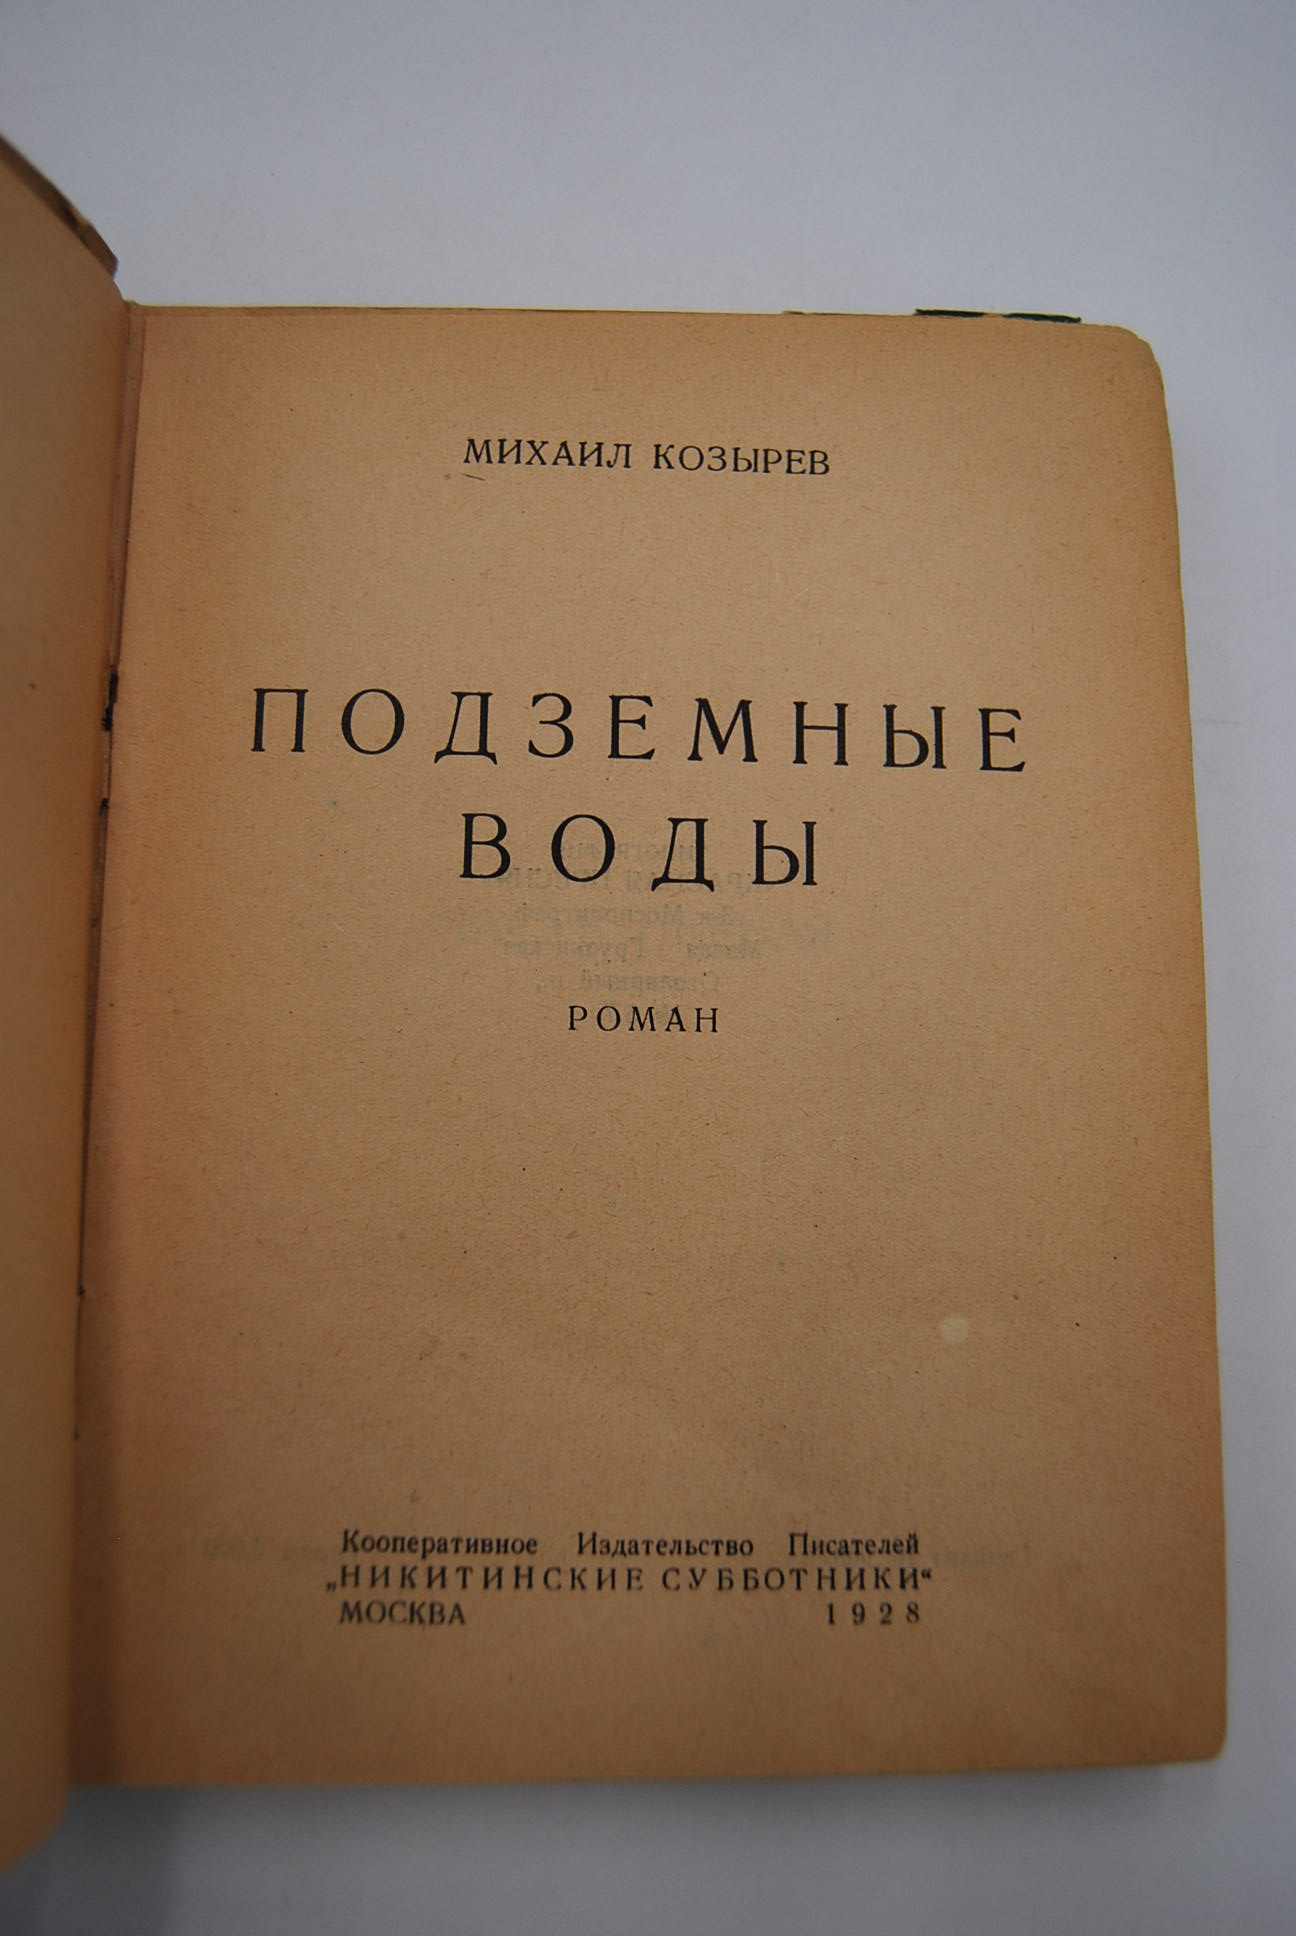 МИХАИЛ КОЗЫРЕВ
ПОДЗЕМНЫЕ
ВОДЫ
РОМАН
Кооперативное Издательство Писателей
„НИКИТИНСКИЕ СУББОТНИКИ“
МОСКВА 1928